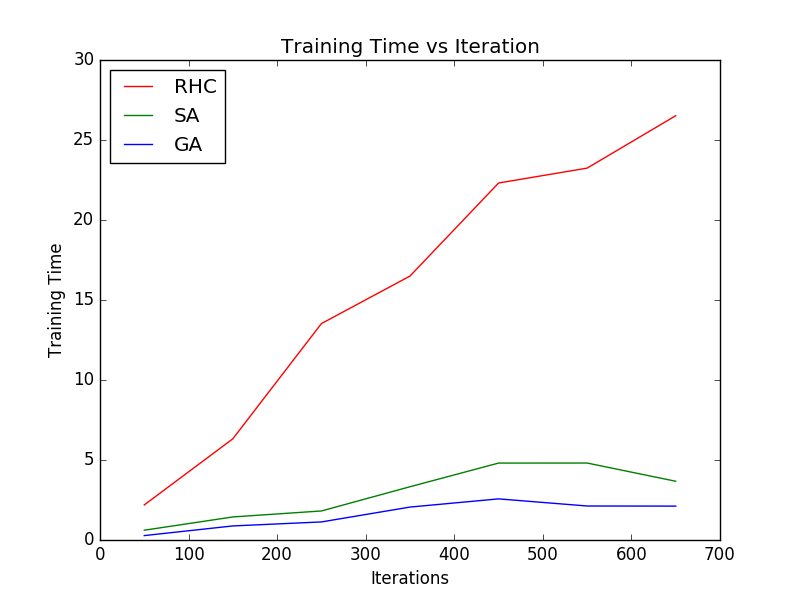 Training Time vs Iteration
30
25
20
15
10
5
0
Training Time
RHC
SA
GA
0 100 200 300 400 500 600 700
Iterations